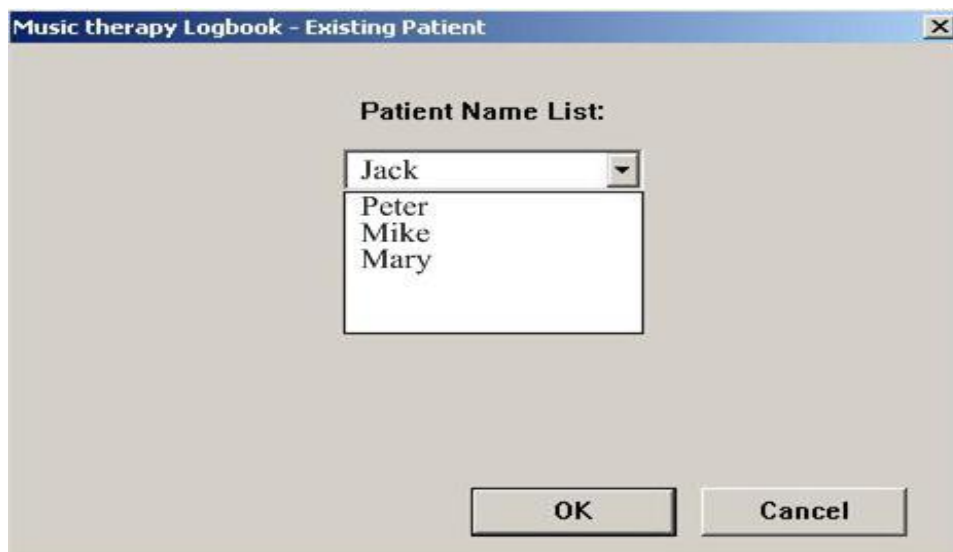 Music therapy Logbook - Existing Patient
Patient Name List:
Jack
Peter
Mike
Mary
OK Cancel